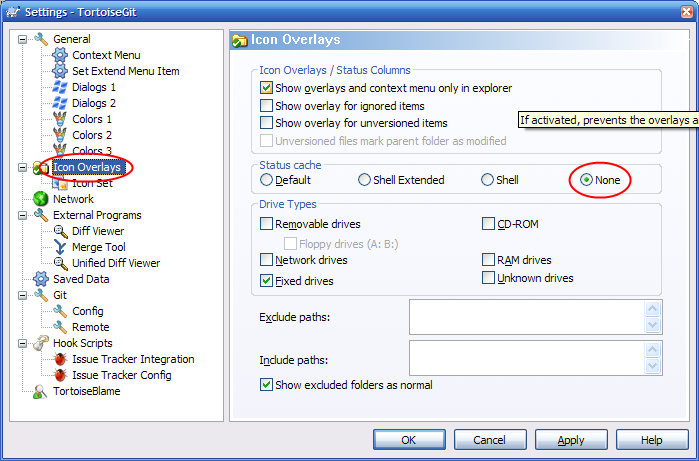 Settings - TortoiseGit
General
Context Menu
Set Extend Menu Item
Dialogs 1
Dialogs 2
Colors 1
Colors 2
Colors 3
Icon Overlays
Icon Set
Network
External Programs
Diff Viewer
Merge Tool
Unified Diff Viewer
Saved Data
Git
Config
Remote
Hook Scripts
Issue Tracker Integration
Issue Tracker Config
TortoiseBlame
Icon Overlays
Icon Overlays / Status Columns
Show overlays and context menu only in explorer
Show overlay for ignored items
Show overlay for unversioned items
If activated, prevents the overlays a
Unversioned files mark parent folder as modified
Status cache
Default Shell Extended Shell None
Drive Types
Removable drives CD-ROM
Floppy drives (A: B:)
Network drives RAM drives
Fixed drives Unknown drives
Exclude paths:
Include paths:
Show excluded folders as normal
OK Cancel Apply Help